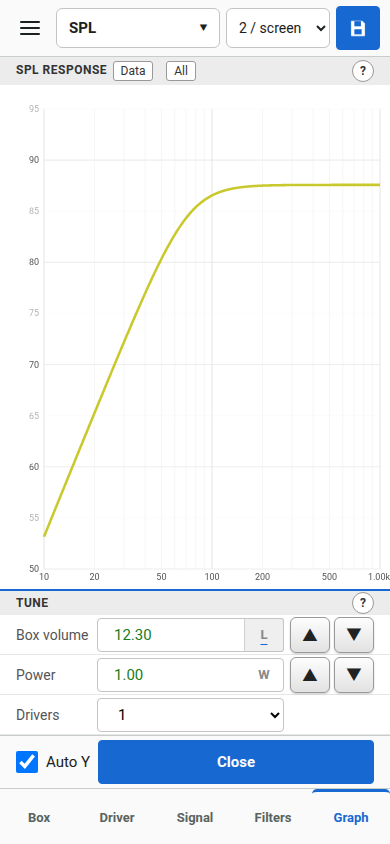 SPL ▼ 2 / screen
SPL RESPONSE Data All ?
95
90
85
80
75
70
65
60
55
50
10 20 50 100 200 500 1.00k
TUNE ?
Box volume 12.30 L ▲ ▼
Power 1.00 W ▲ ▼
Drivers 1
Auto Y Close
Box Driver Signal Filters Graph